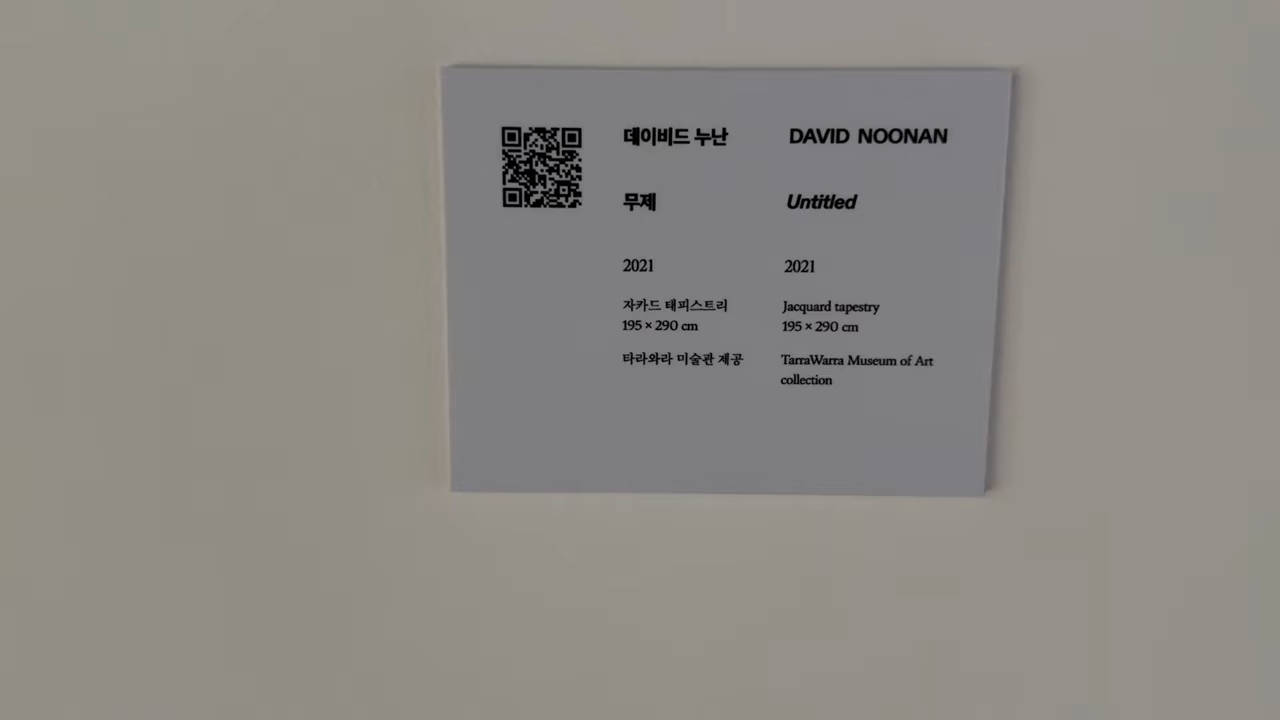 데이비드 누난
무제
2021
자카드 태피스트리
195 × 290 cm
타라와라 미술관 제공
DAVID NOONAN
Untitled
2021
Jacquard tapestry
195 × 290 cm
TarraWarra Museum of Art
collection